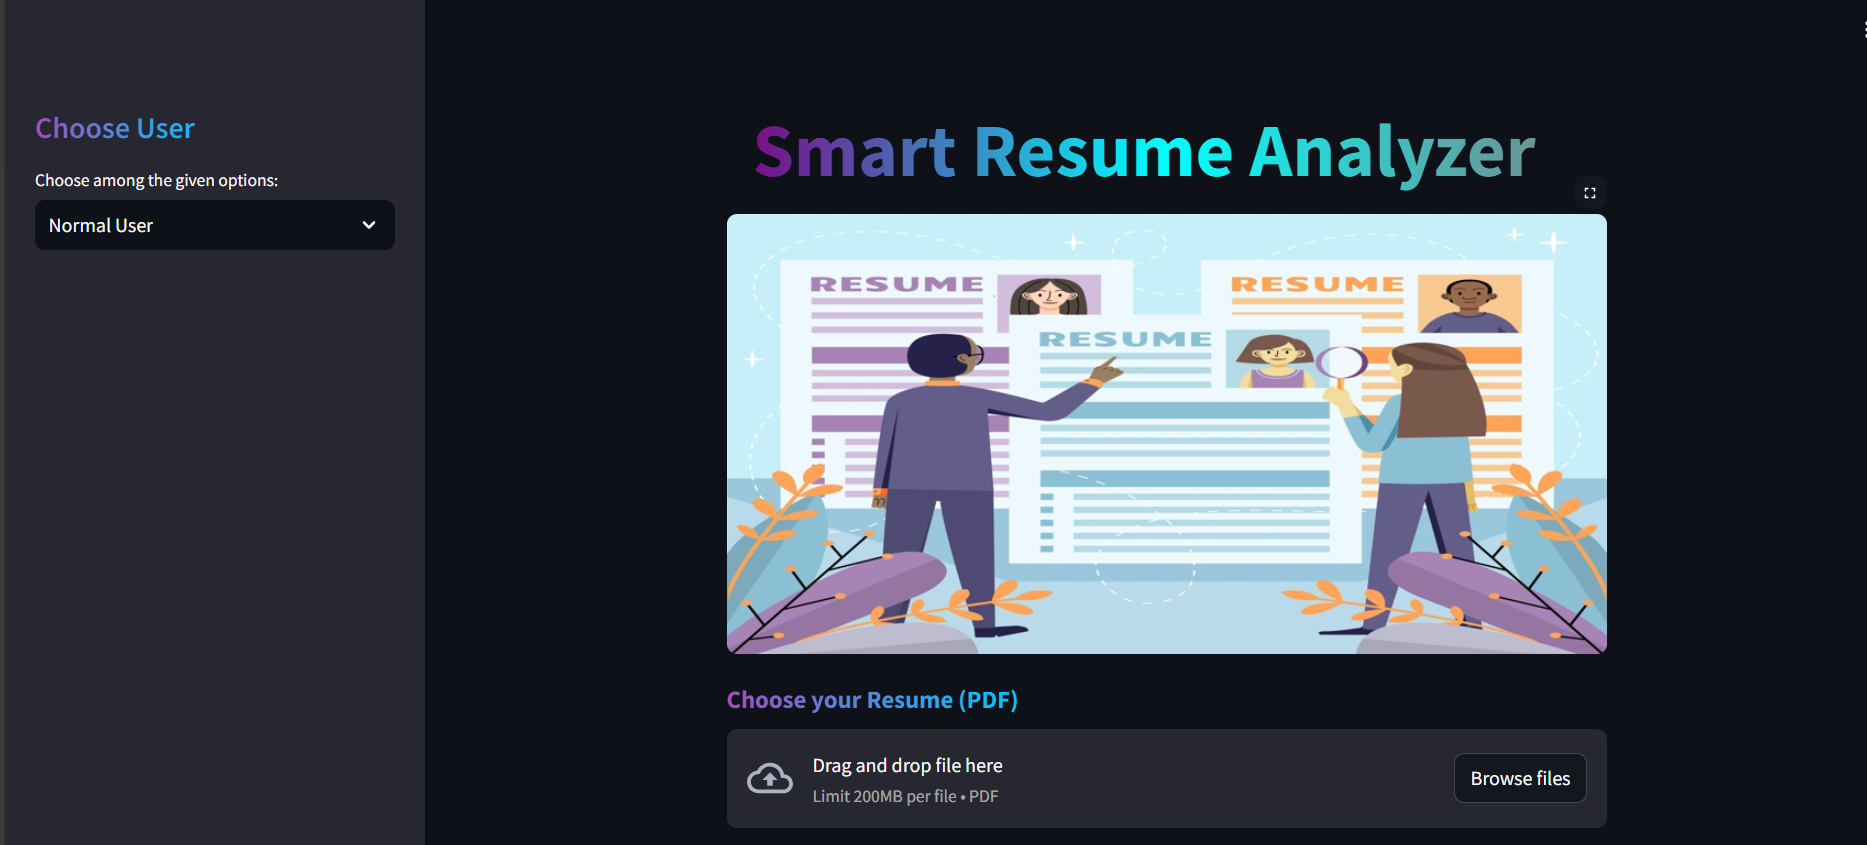 Choose User
Choose among the given options:
Normal User
Smart Resume Analyzer
RESUME
RESUME
RESUME
Choose your Resume (PDF)
Drag and drop file here
Limit 200MB per file • PDF
Browse files